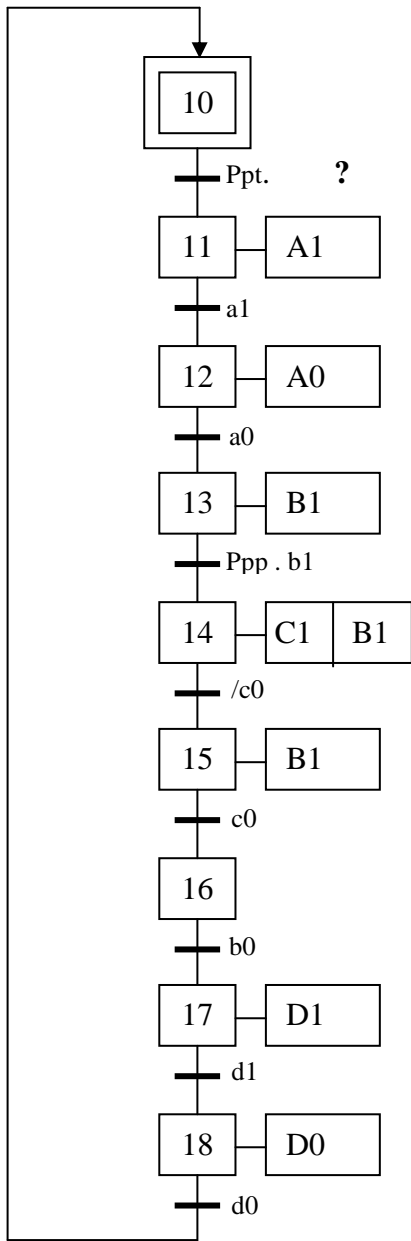 10
Ppt. ?
11 A1
a1
12 A0
a0
13 B1
Ppp . b1
14 C1 B1
/c0
15 B1
c0
16
b0
17 D1
d1
18 D0
d0